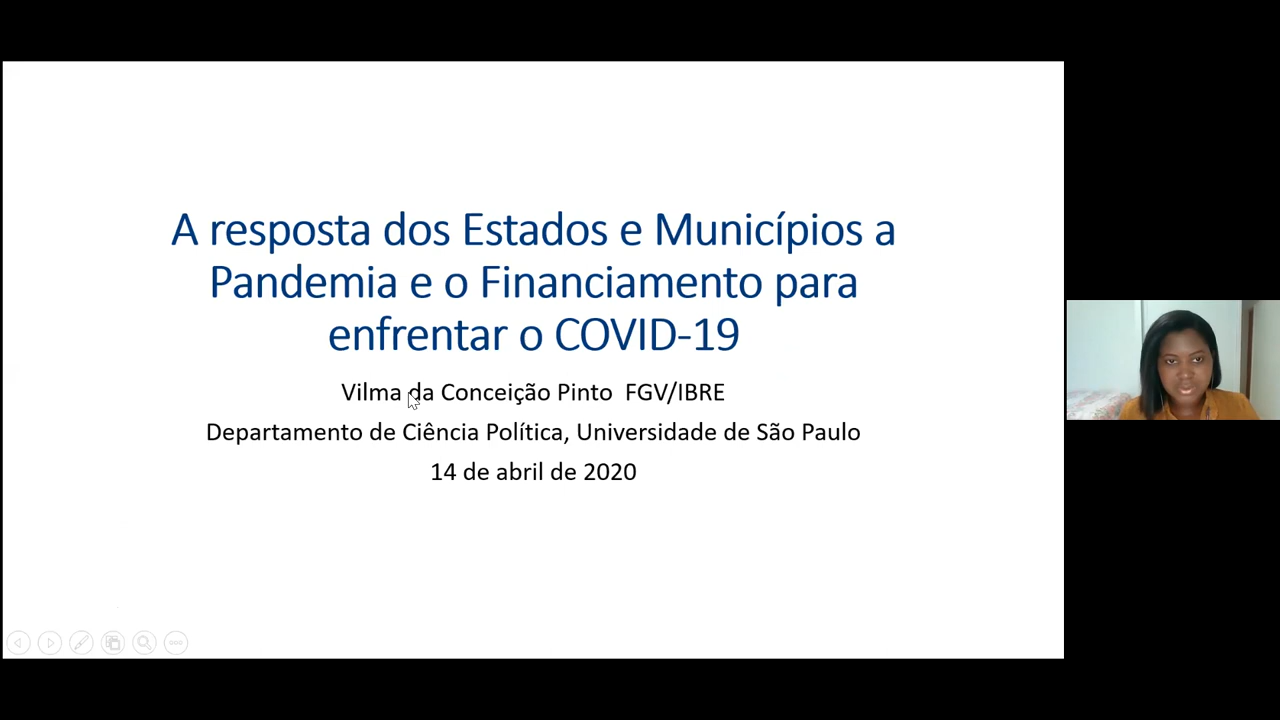 A resposta dos Estados e Municípios a
Pandemia e o Financiamento para
enfrentar o COVID-19
Vilma da Conceição Pinto  FGV/IBRE
Departamento de Ciência Política, Universidade de São Paulo
14 de abril de 2020